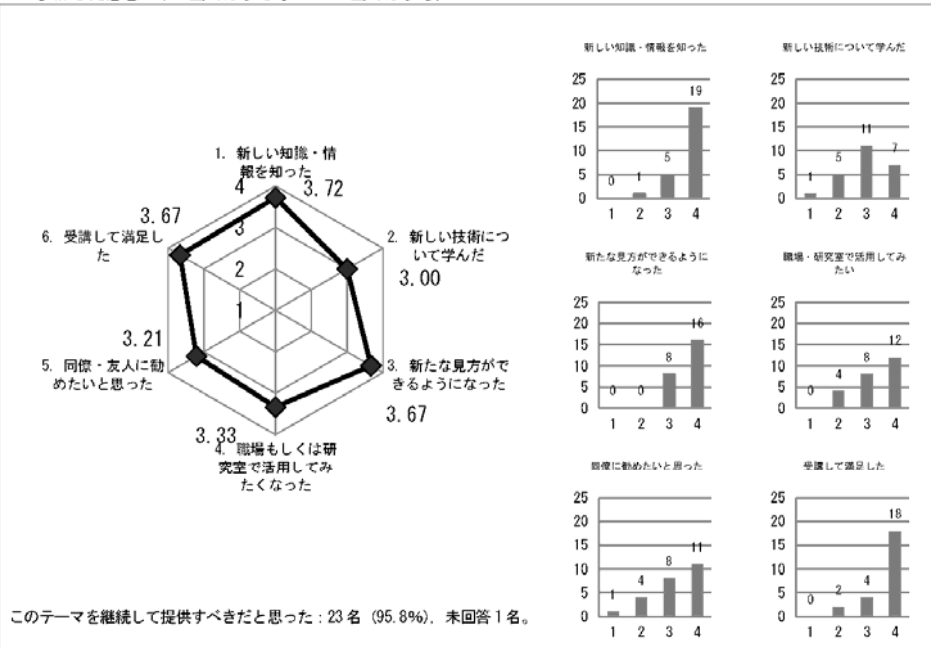 1. 新しい知識・情
報を知った
3.72
2. 新しい技術につ
いて学んだ
3.00
3. 新たな見方がで
きるようになった
3.67
4. 職場もしくは研
究室で活用してみ
たくなった
3.33
5. 同僚・友人に勧
めたいと思った
3.21
6. 受講して満足し
た
3.67
4
3
2
1
新しい知識・情報を知った
25
20
15
10
5
0
0
1
5
19
1 2 3 4
新しい技術について学んだ
25
20
15
10
5
0
1
5
11
7
1 2 3 4
新たな見方ができるように
なった
25
20
15
10
5
0
0
0
8
16
1 2 3 4
職場・研究室で活用してみ
たい
25
20
15
10
5
0
0
4
8
12
1 2 3 4
同僚に勧めたいと思った
25
20
15
10
5
0
1
4
8
11
1 2 3 4
受講して満足した
25
20
15
10
5
0
0
2
4
18
1 2 3 4
このテーマを継続して提供すべきだと思った：23名（95.8%），未回答1名。